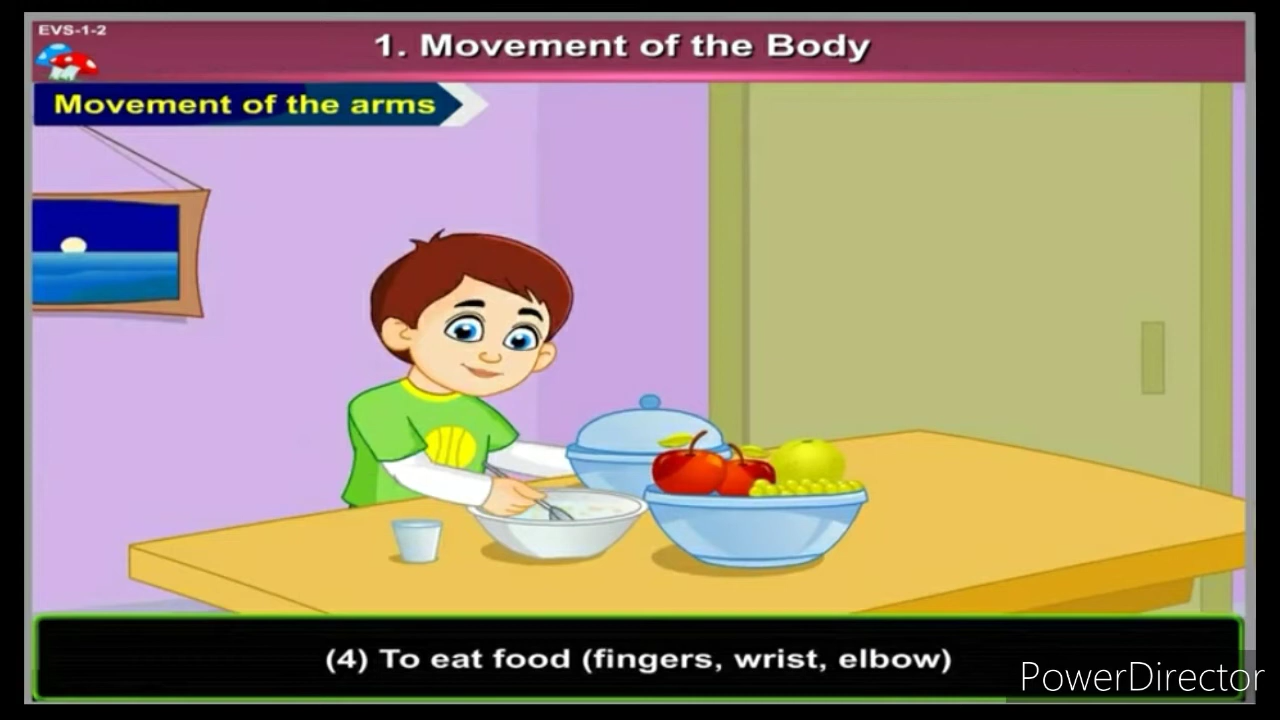 EVS-1-2
1. Movement of the Body
Movement of the arms
(4) To eat food (fingers, wrist, elbow)
PowerDirector